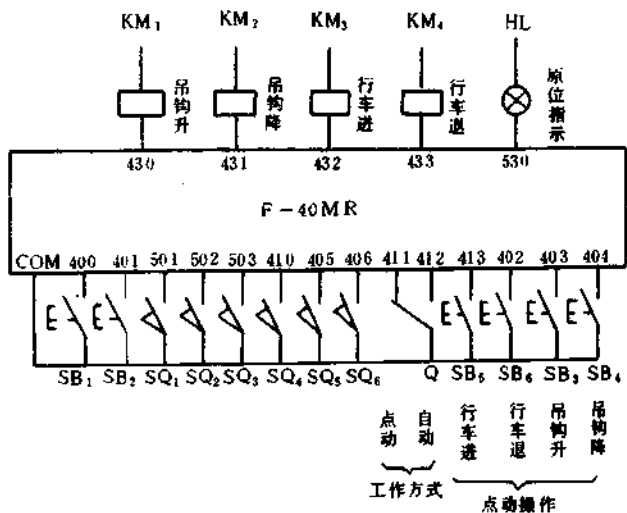 KM₁ KM₂ KM₃ KM₄ HL
吊钩升 吊钩降 行车进 行车退 原位指示
430 431 432 433 530
F-40MR
COM 400 401 501 502 503 410 405 406 411 412 413 402 403 404
SB₁ SB₂ SQ₁ SQ₂ SQ₃ SQ₄ SQ₅ SQ₆ Q SB₅ SB₆ SB₃ SB₄
点动 自动 行车进 行车退 吊钩升 吊钩降
工作方式 点动操作